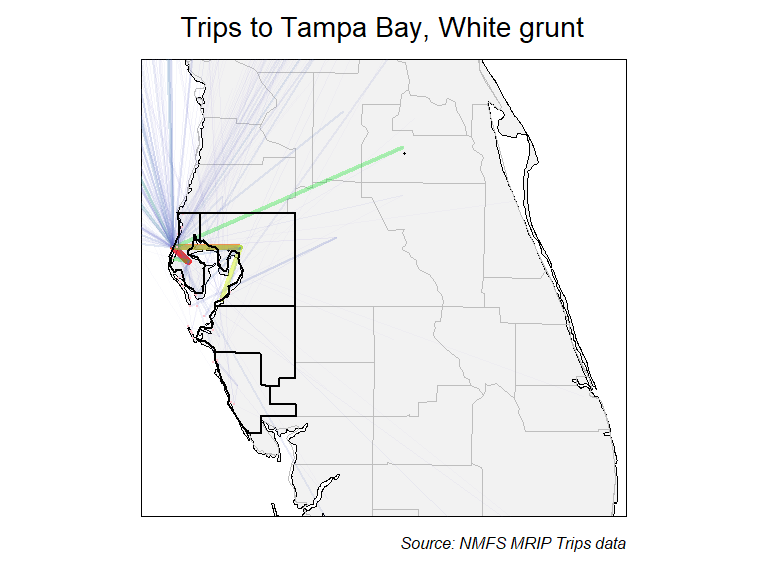 Trips to Tampa Bay, White grunt
Source: NMFS MRIP Trips data